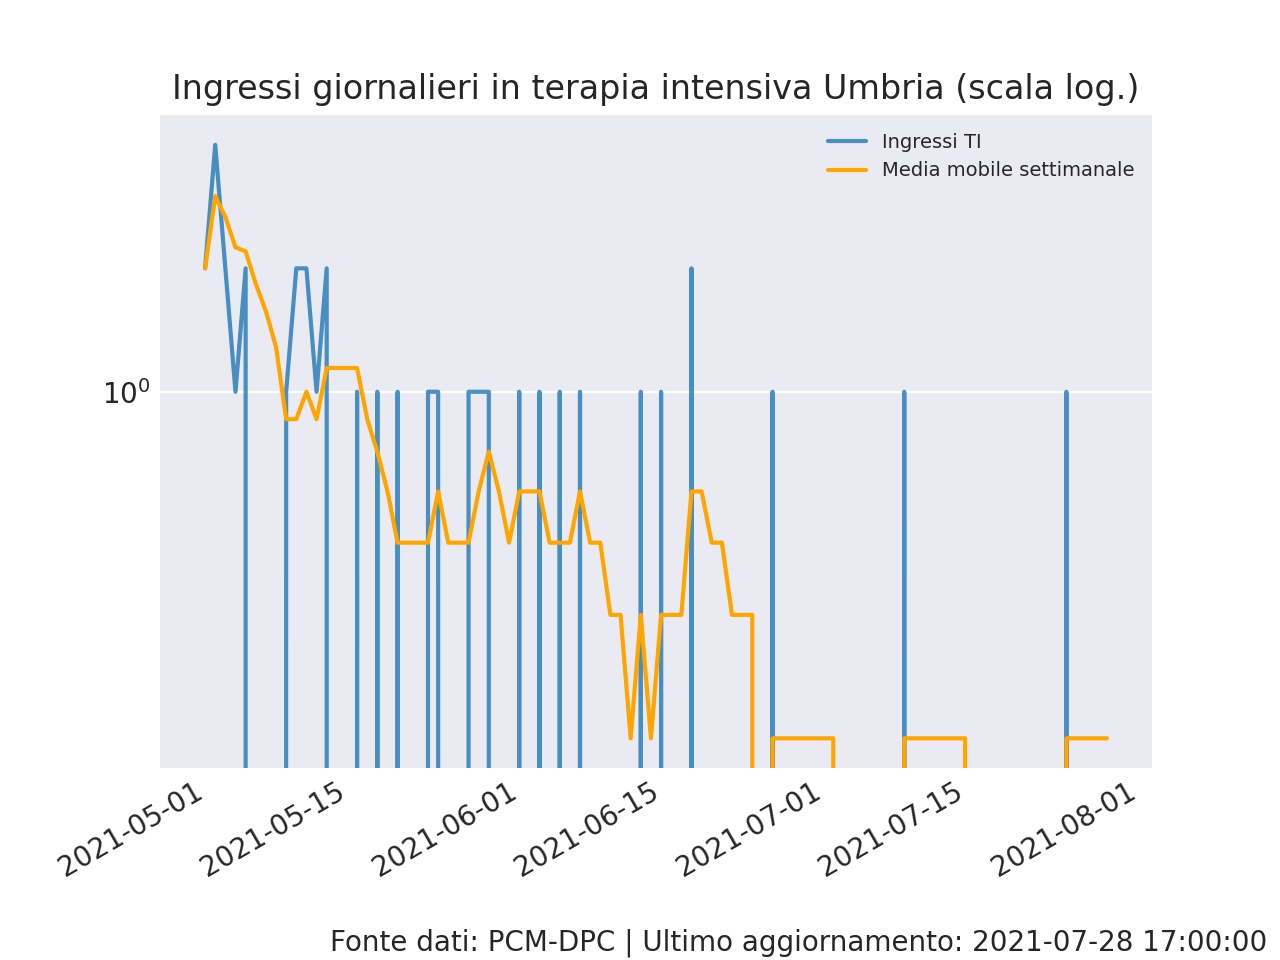 Ingressi giornalieri in terapia intensiva Umbria (scala log.)
Ingressi TI
Media mobile settimanale
10⁰
2021-05-01
2021-05-15
2021-06-01
2021-06-15
2021-07-01
2021-07-15
2021-08-01
Fonte dati: PCM-DPC | Ultimo aggiornamento: 2021-07-28 17:00:00